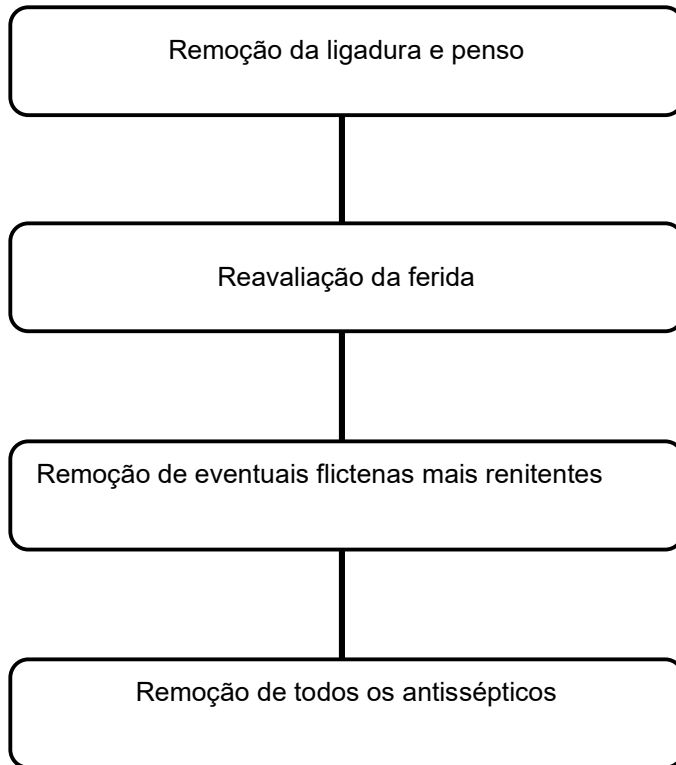 Remoção da ligadura e penso
Reavaliação da ferida
Remoção de eventuais flictenas mais renitentes
Remoção de todos os antissépticos